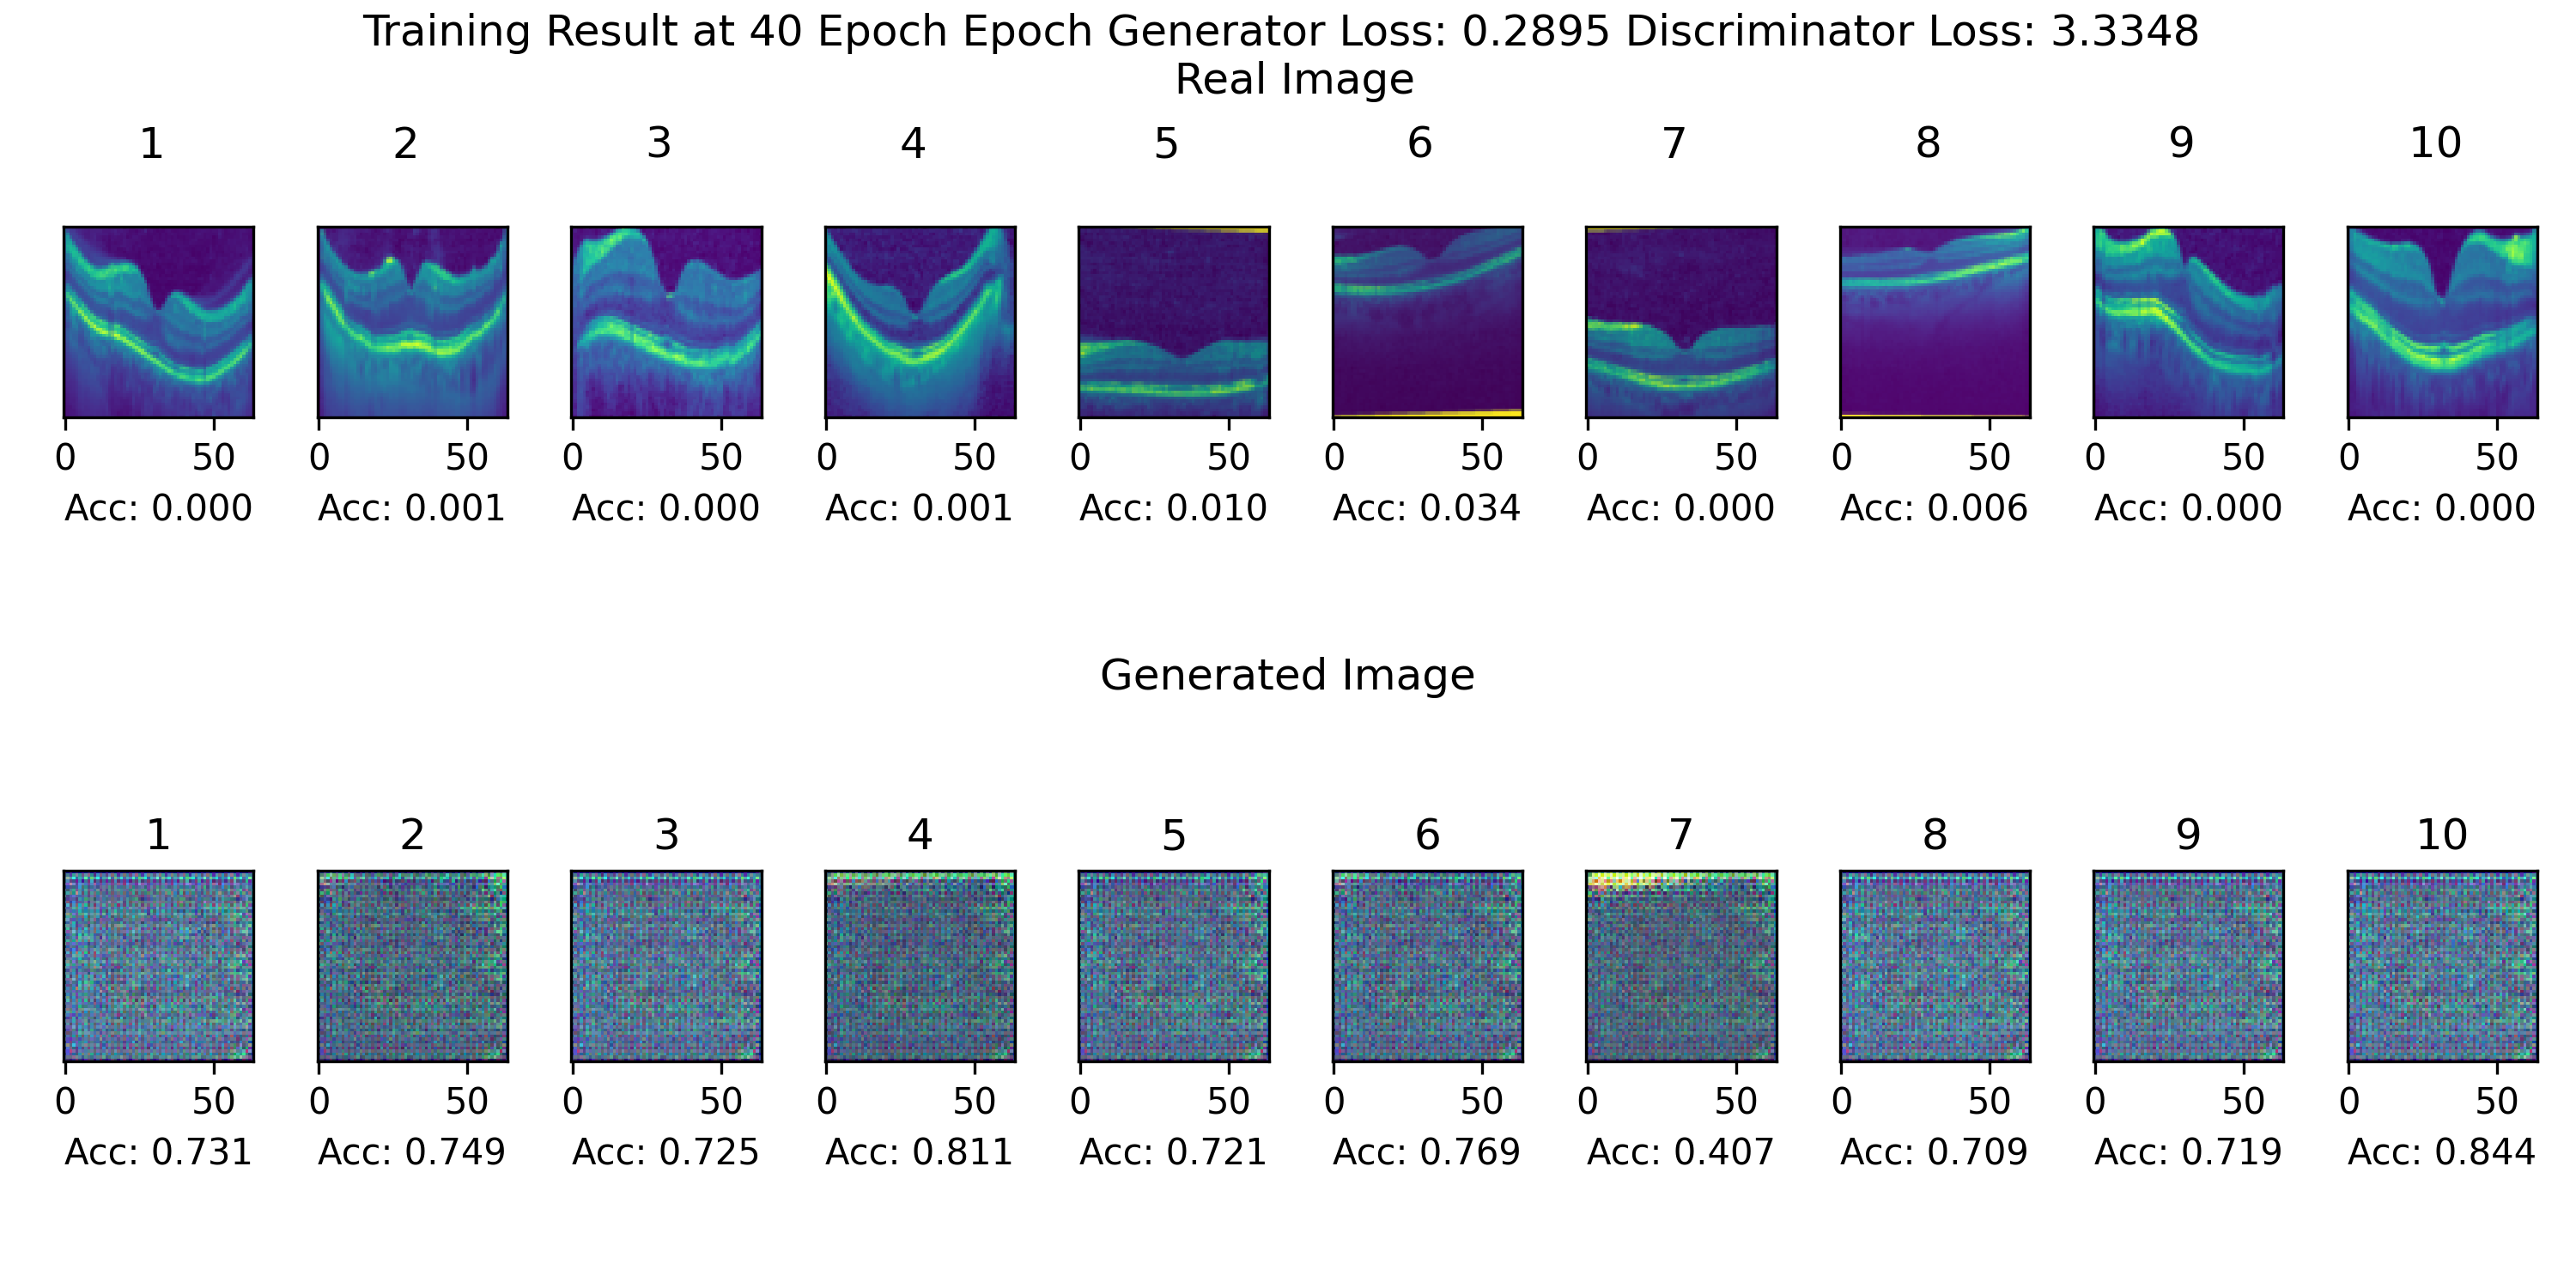 Training Result at 40 Epoch Epoch Generator Loss: 0.2895 Discriminator Loss: 3.3348
Real Image
1 2 3 4 5 6 7 8 9 10
0 50 0 50 0 50 0 50 0 50 0 50 0 50 0 50 0 50 0 50
Acc: 0.000 Acc: 0.001 Acc: 0.000 Acc: 0.001 Acc: 0.010 Acc: 0.034 Acc: 0.000 Acc: 0.006 Acc: 0.000 Acc: 0.000
Generated Image
1 2 3 4 5 6 7 8 9 10
0 50 0 50 0 50 0 50 0 50 0 50 0 50 0 50 0 50 0 50
Acc: 0.731 Acc: 0.749 Acc: 0.725 Acc: 0.811 Acc: 0.721 Acc: 0.769 Acc: 0.407 Acc: 0.709 Acc: 0.719 Acc: 0.844